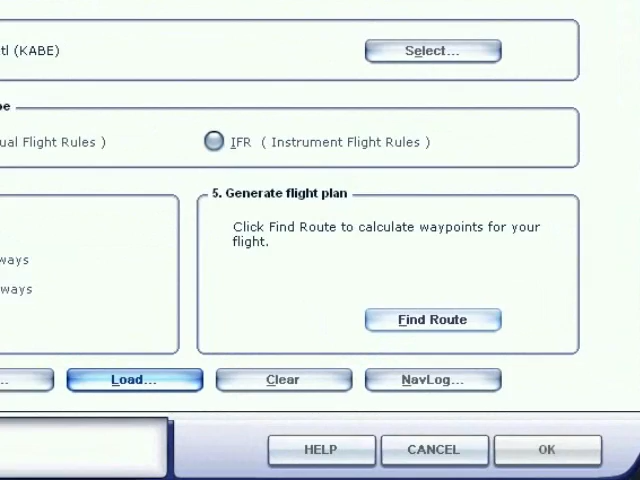 tl (KABE)
Select...
pe
ual Flight Rules )
IFR ( Instrument Flight Rules )
5. Generate flight plan
Click Find Route to calculate waypoints for your
flight.
ways
ways
Find Route
...
Load...
Clear
NavLog...
HELP
CANCEL
OK